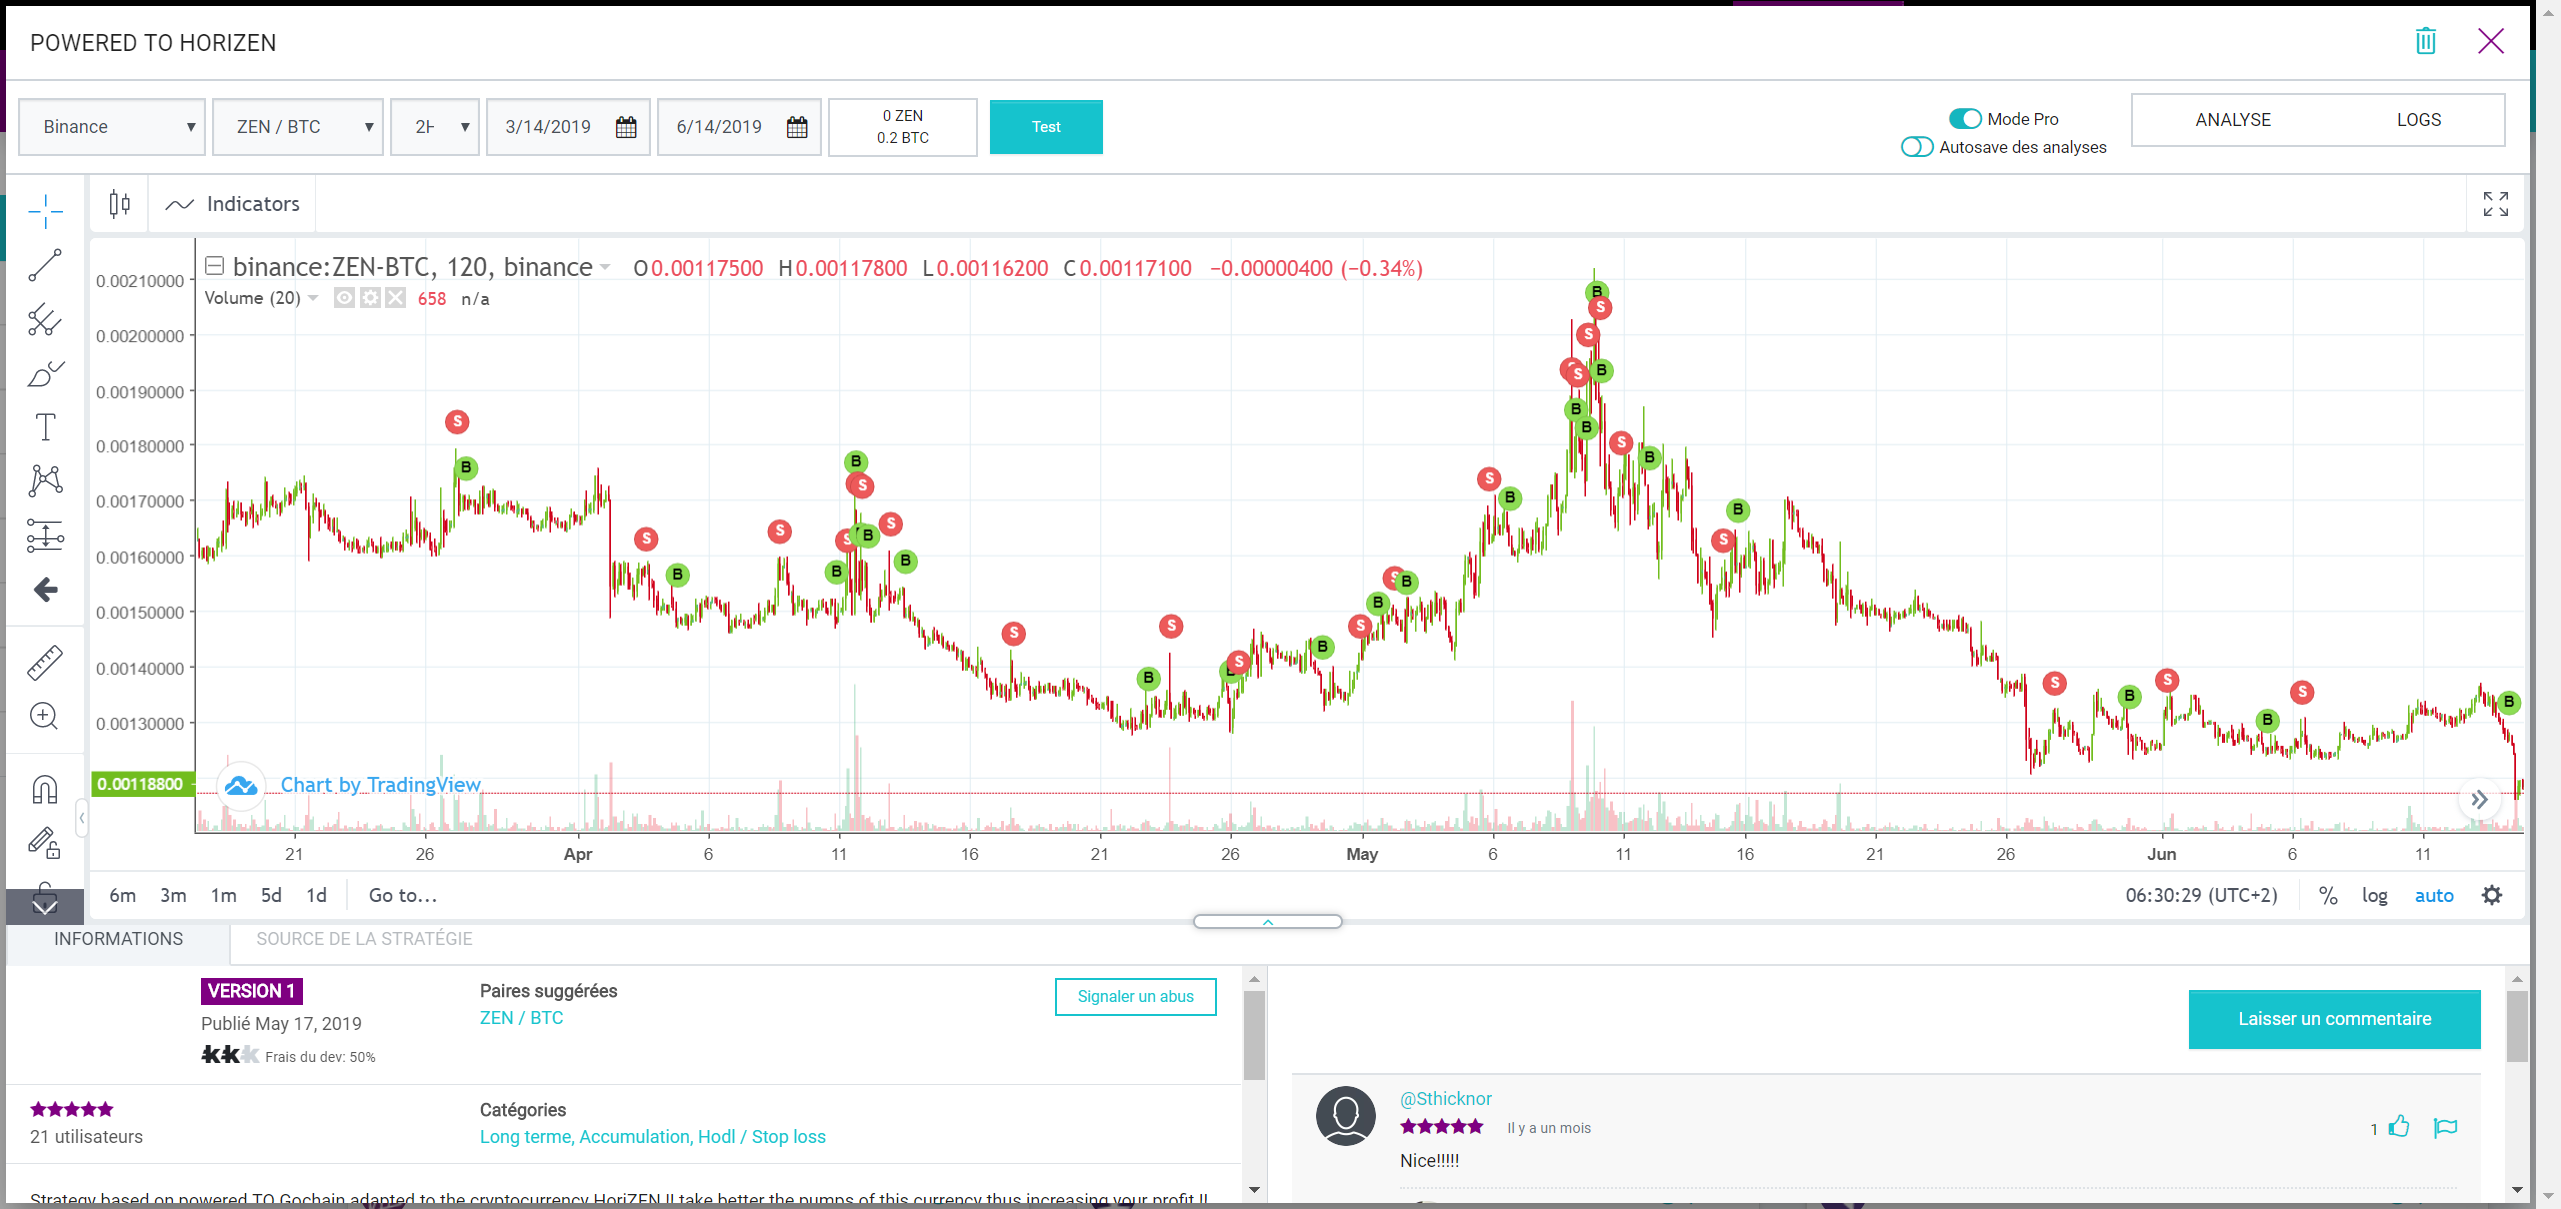 POWERED TO HORIZEN
Binance ZEN / BTC 2H 3/14/2019 6/14/2019
0 ZEN
0.2 BTC
Test
Mode Pro
Autosave des analyses
ANALYSE LOGS
Indicators
binance:ZEN-BTC, 120, binance O 0.00117500 H 0.00117800 L 0.00116200 C 0.00117100 −0.00000400 (−0.34%)
Volume (20) 658 n/a
0.00210000
0.00200000
0.00190000
0.00180000
0.00170000
0.00160000
0.00150000
0.00140000
0.00130000
0.00118800
Chart by TradingView
21 26 Apr 6 11 16 21 26 May 6 11 16 21 26 Jun 6 11
6m 3m 1m 5d 1d Go to...
06:30:29 (UTC+2) % log auto
INFORMATIONS SOURCE DE LA STRATÉGIE
VERSION 1
Publié May 17, 2019
Frais du dev: 50%
Paires suggérées
ZEN / BTC
Signaler un abus
21 utilisateurs
Catégories
Long terme, Accumulation, Hodl / Stop loss
Strategy based on powered TO Gochain adapted to the cryptocurrency HoriZEN !! take better the pumps of this currency thus increasing your profit !!
Laisser un commentaire
@Sthicknor
Il y a un mois
1
Nice!!!!!